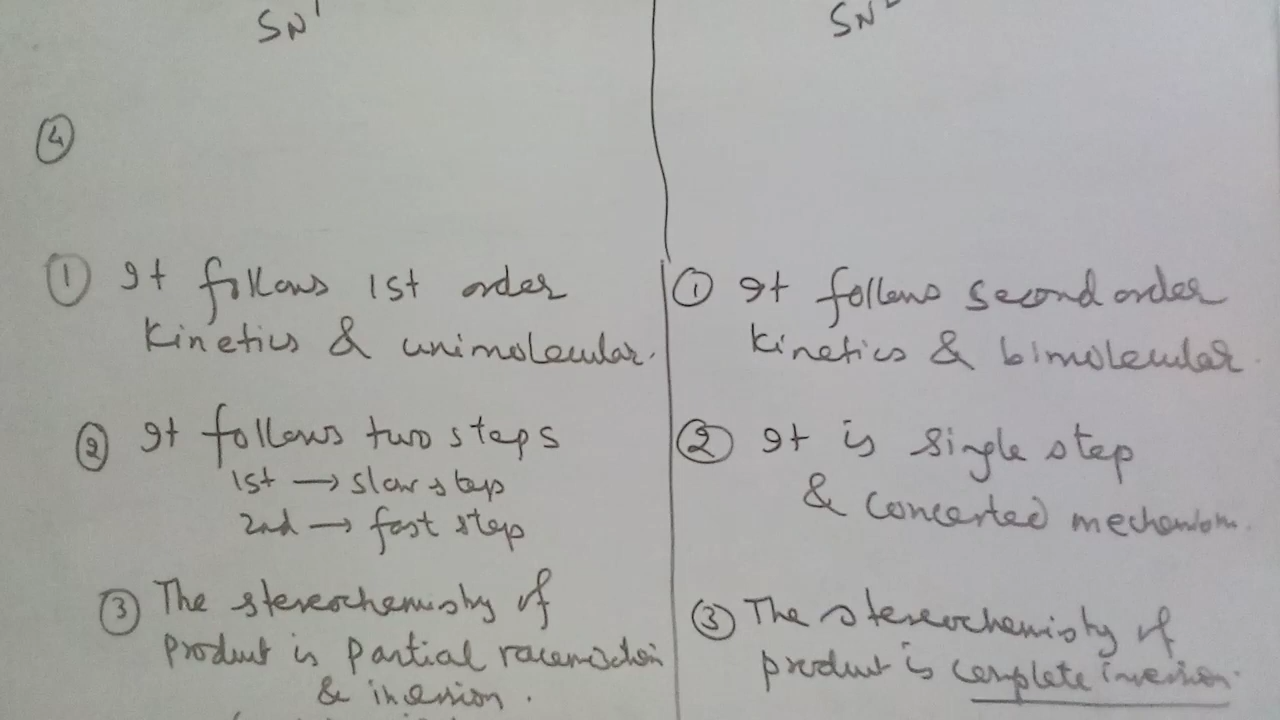 SN1
SN2
④
① It follows 1st order
kinetics & unimolecular.
② It follows two steps
1st → slow step
2nd → fast step
③ The stereochemistry of
product is partial racemisation
& inversion.
① It follows second order
kinetics & bimolecular.
② It is single step
& concerted mechanism.
③ The stereochemistry of
product is complete inversion.